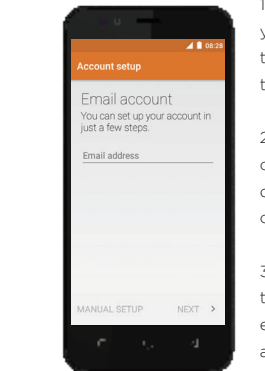 08:28
Account setup
Email account
You can set up your account in
just a few steps.
Email address
MANUAL SETUP NEXT >